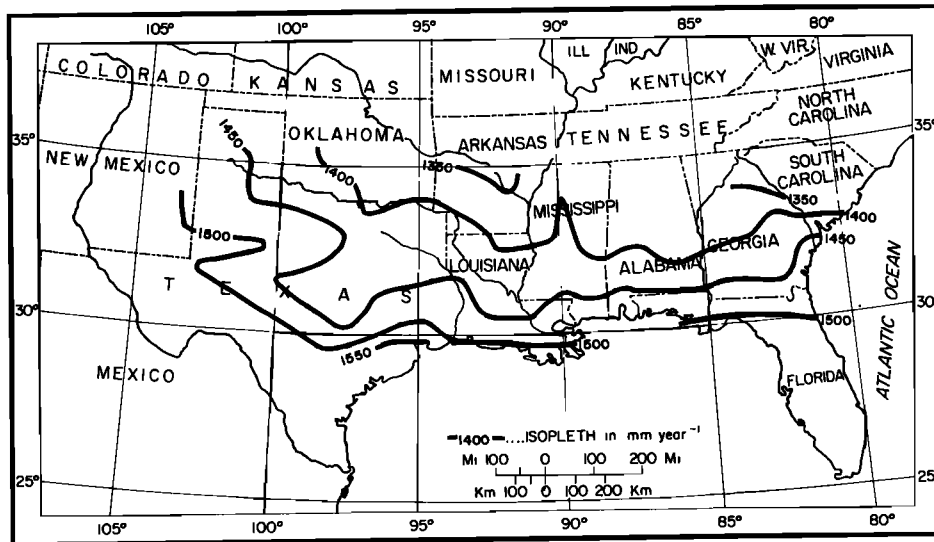 105° 100° 95° 90° 85° 80°
ILL IND W. VIR.
COLORADO KANSAS MISSOURI KENTUCKY VIRGINIA
NORTH
CAROLINA
35° 1450 OKLAHOMA ARKANSAS TENNESSEE 35°
NEW MEXICO 1400 1350 SOUTH
CAROLINA
1350
MISSISSIPPI 1400
1500 GEORGIA 1450
LOUISIANA ALABAMA
TEXAS
30° 1500 30°
1550 1500
MEXICO
FLORIDA
ATLANTIC OCEAN
1400 ....ISOPLETH in mm year⁻¹
MI 100 0 100 200 MI
Km 100 0 100 200 Km
25° 25°
105° 100° 95° 90° 85° 80°